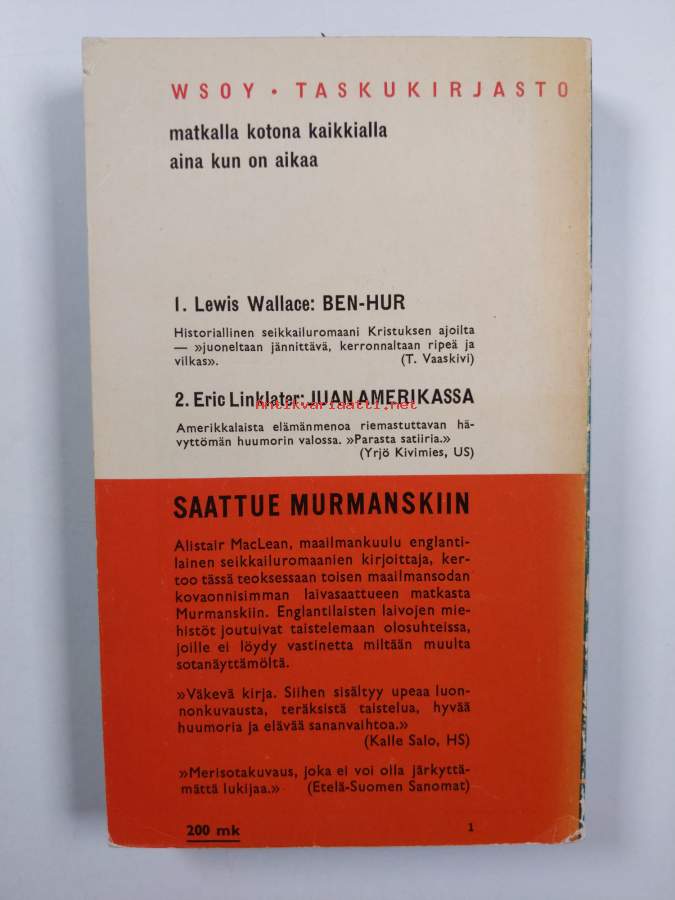 WSOY • TASKUKIRJASTO
matkalla kotona kaikkialla
aina kun on aikaa
1. Lewis Wallace: BEN-HUR
Historiallinen seikkailuromaani Kristuksen ajoilta
— »juoneltaan jännittävä, kerronnaltaan ripeä ja
vilkas». (T. Vaaskivi)
2. Eric Linklater: JUAN AMERIKASSA
Antikvariaatti.net
Amerikkalaista elämänmenoa riemastuttavan hä-
vyttömän huumorin valossa. »Parasta satiiria.»
(Yrjö Kivimies, US)
SAATTUE MURMANSKIIN
Alistair MacLean, maailmankuulu englanti-
lainen seikkailuromaanien kirjoittaja, ker-
too tässä teoksessaan toisen maailmansodan
kovaonnisimman laivasaattueen matkasta
Murmanskiin. Englantilaisten laivojen mie-
histöt joutuivat taistelemaan olosuhteissa,
joille ei löydy vastinetta miltään muulta
sotanäyttämöltä.
»Väkevä kirja. Siihen sisältyy upeaa luon-
nonkuvausta, teräksistä taistelua, hyvää
huumoria ja elävää sananvaihtoa.»
(Kalle Salo, HS)
»Merisotakuvaus, joka ei voi olla järkyttä-
mättä lukijaa.» (Etelä-Suomen Sanomat)
200 mk 1